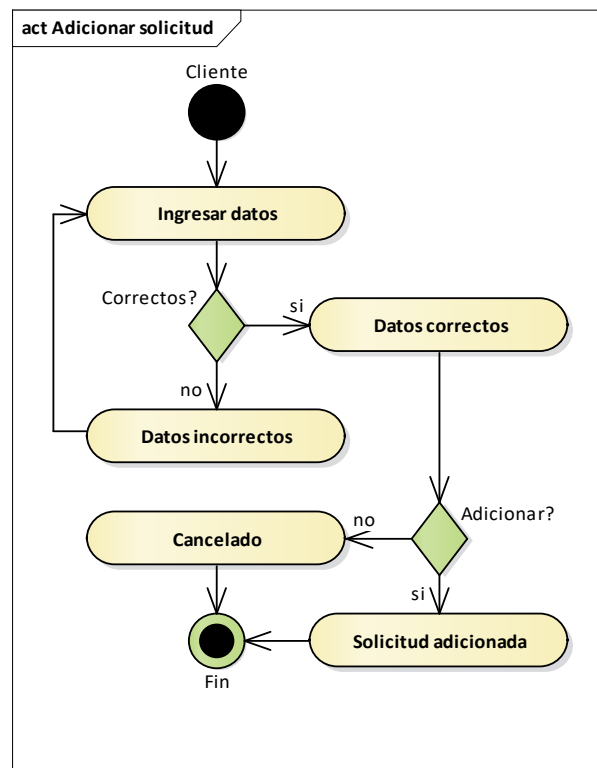 act Adicionar solicitud
Cliente
Ingresar datos
Correctos?
si
Datos correctos
no
Datos incorrectos
Adicionar?
no
Cancelado
si
Solicitud adicionada
Fin